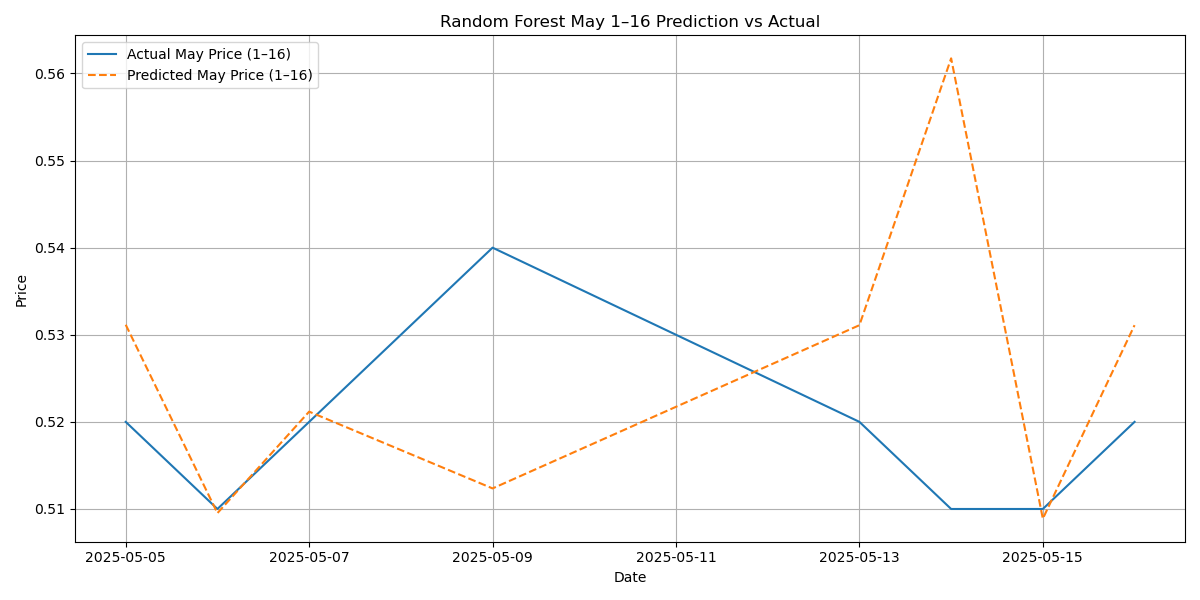 Random Forest May 1–16 Prediction vs Actual
Actual May Price (1–16)
Predicted May Price (1–16)
0.56
0.55
0.54
0.53
0.52
0.51
Price
2025-05-05 2025-05-07 2025-05-09 2025-05-11 2025-05-13 2025-05-15
Date